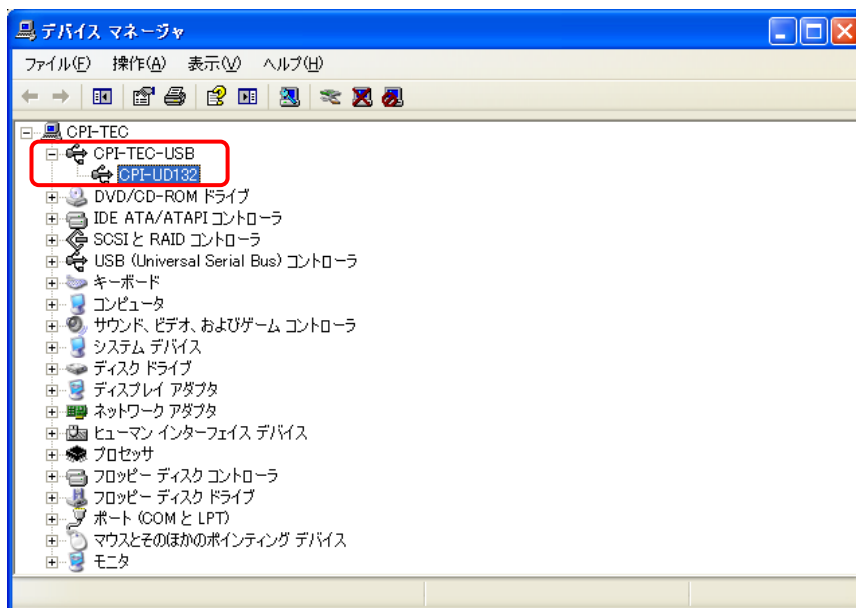 デバイス マネージャ
ファイル(F) 操作(A) 表示(V) ヘルプ(H)
CPI-TEC
CPI-TEC-USB
CPI-UD132
DVD/CD-ROM ドライブ
IDE ATA/ATAPI コントローラ
SCSI と RAID コントローラ
USB (Universal Serial Bus) コントローラ
キーボード
コンピュータ
サウンド、ビデオ、およびゲーム コントローラ
システム デバイス
ディスク ドライブ
ディスプレイ アダプタ
ネットワーク アダプタ
ヒューマン インターフェイス デバイス
プロセッサ
フロッピー ディスク コントローラ
フロッピー ディスク ドライブ
ポート (COM と LPT)
マウスとそのほかのポインティング デバイス
モニタ